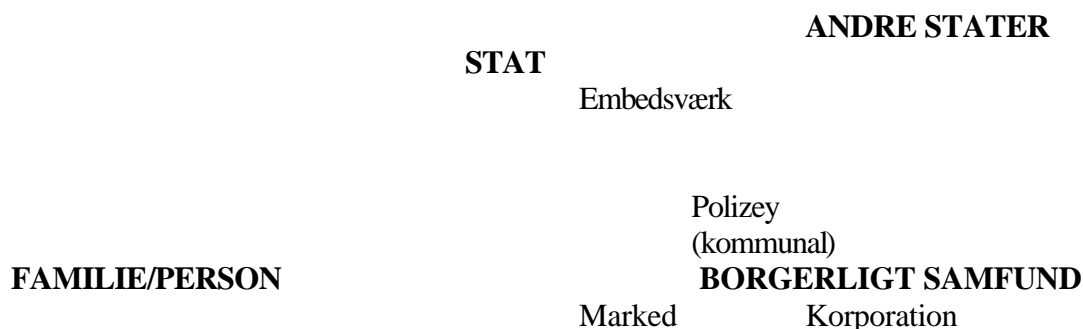 ANDRE STATER
STAT
Embedsværk
Polizey
(kommunal)
FAMILIE/PERSON BORGERLIGT SAMFUND
Marked Korporation